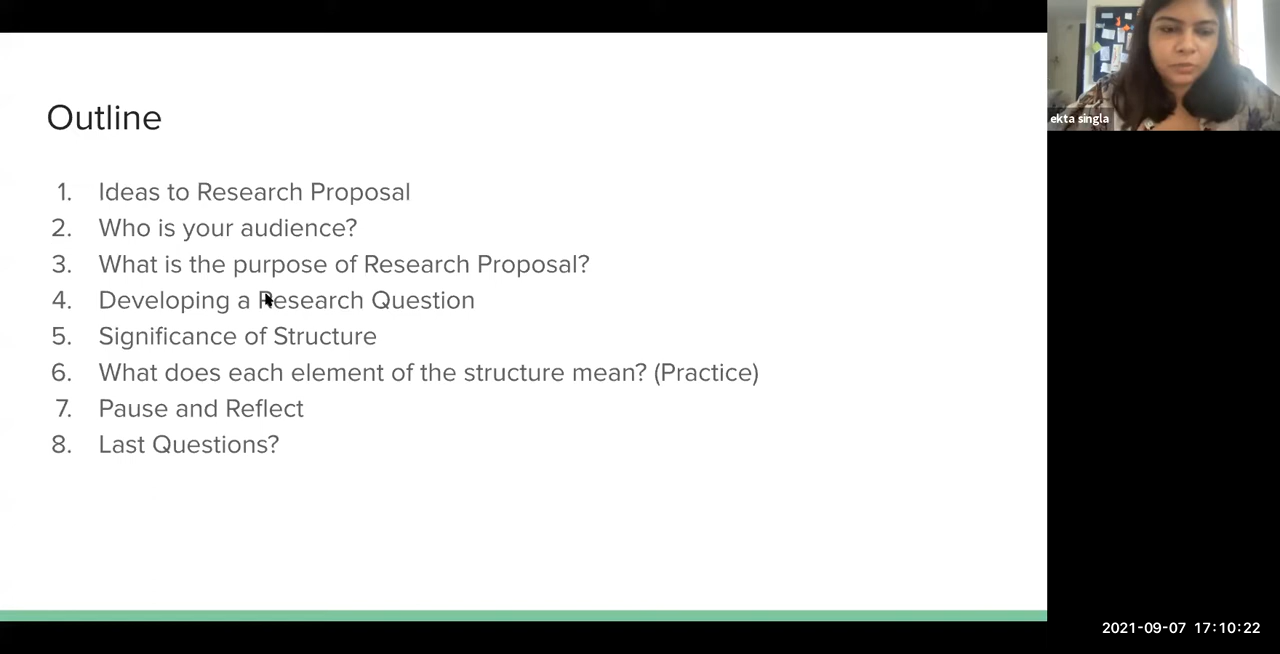 Outline
1. Ideas to Research Proposal
2. Who is your audience?
3. What is the purpose of Research Proposal?
4. Developing a Research Question
5. Significance of Structure
6. What does each element of the structure mean? (Practice)
7. Pause and Reflect
8. Last Questions?
ekta singla
2021-09-07 17:10:22